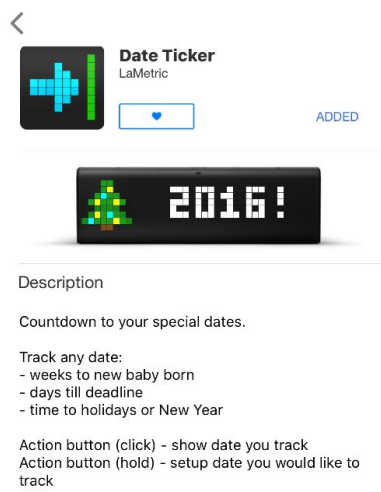 Date Ticker
LaMetric
ADDED
2016!
Description
Countdown to your special dates.
Track any date:
- weeks to new baby born
- days till deadline
- time to holidays or New Year
Action button (click) - show date you track
Action button (hold) - setup date you would like to
track